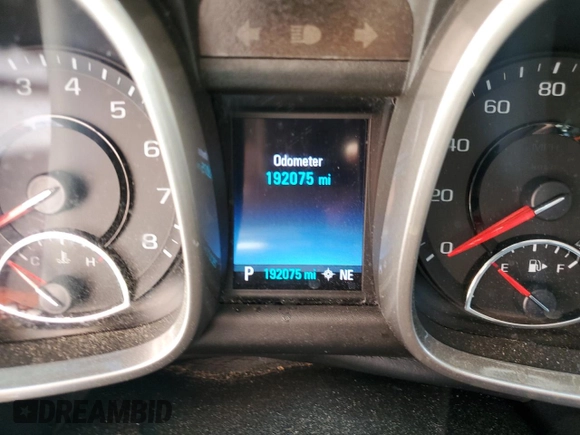 3 4 5 6 7 8
C H
Odometer
192075 mi
P 192075 mi NE
0 20 40 60 80
E F
DREAMBID